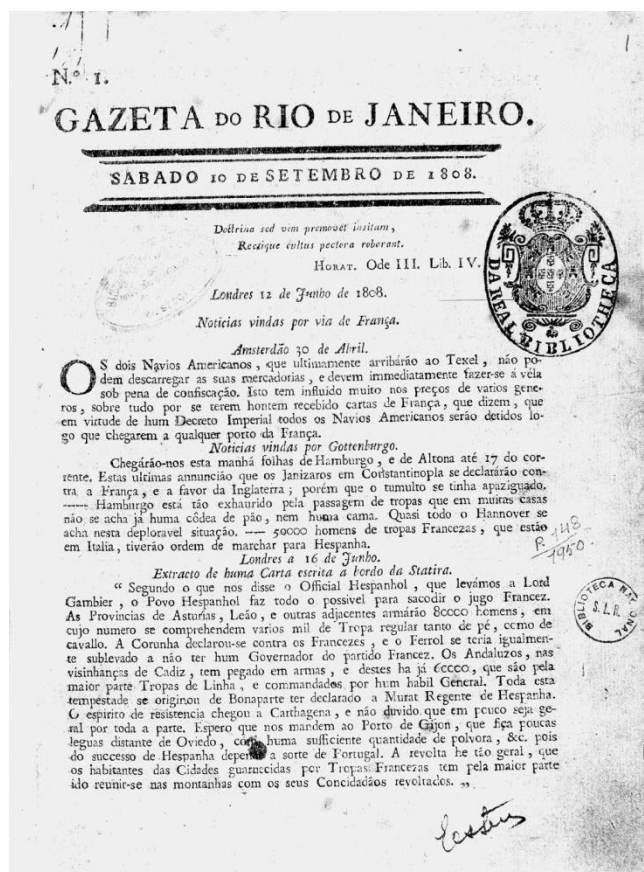 1
N.º 1.
GAZETA DO RIO DE JANEIRO.
SABADO 10 DE SETEMBRO DE 1808.
Doctrina sed vim promovet insitam,
Rectique cultus pectora roborant.
HORAT. Ode III. Lib. IV.
DA REAL BIBLIOTHECA
Londres 12 de Junho de 1808.
Noticias vindas por via de França.
Amsterdão 30 de Abril.
OS dois Navios Americanos, que ultimamente arribárão ao Texel, não po-
dem descarregar as suas mercadorias, e devem immediatamente fazer-se á véla
sob pena de confiscação. Isto tem influido muito nos preços de varios gene-
ros, sobre tudo por se terem hontem recebido cartas de França, que dizem, que
em virtude de hum Decreto Imperial todos os Navios Americanos serão detidos lo-
go que chegarem a qualquer porto da França.
Noticias vindas por Gottenburgo.
Chegárão-nos esta manhã folhas de Hamburgo, e de Altona até 17 do cor-
rente. Estas ultimas annuncião que os Janizaros em Constantinopla se declarárão con-
tra a França, e a favor da Inglaterra; porém que o tumulto se tinha apaziguado.
----- Hamburgo está tão exhaurido pela passagem de tropas que em muitas casas
não se acha já huma côdea de pão, nem huma cama. Quasi todo o Hannover se
acha nesta deploravel situação. ---- 50000 homens de tropas Francezas, que estão
em Italia, tiverão ordem de marchar para Hespanha.
Londres a 16 de Junho.
Extracto de huma Carta escrita a bordo da Statira.
" Segundo o que nos disse o Official Hespanhol, que levámos a Lord
Gambier, o Povo Hespanhol faz todo o possivel para sacodir o jugo Francez.
As Provincias de Asturias, Leão, e outras adjacentes armárão 80000 homens, em
cujo numero se comprehendem varios mil de Tropa regular tanto de pé, como de
cavallo. A Corunha declarou-se contra os Francezes, e o Ferrol se teria igualmen-
te sublevado a não ter hum Governador do partido Francez. Os Andaluzos, nas
visinhanças de Cadiz, tem pegado em armas, e destes ha já 60000, que são pela
maior parte Tropas de Linha, e commandados por hum habil General. Toda esta
tempestade se originou de Bonaparte ter declarado a Murat Regente de Hespanha.
O espirito de resistencia chegou a Carthagena, e não duvido que em pouco seja ge-
ral por toda a parte. Espero que nos mandem ao Porto de Gijon, que fica poucas
leguas distante de Oviedo, com huma sufficiente quantidade de polvora, &c. pois
do successo de Hespanha depende a sorte de Portugal. A revolta he tão geral, que
os habitantes das Cidades guarnecidas por Tropas Francezas tem pela maior parte
ido reunir-se nas montanhas com os seus Concidadãos revoltados. „
R. 148
1950
S. L. R.